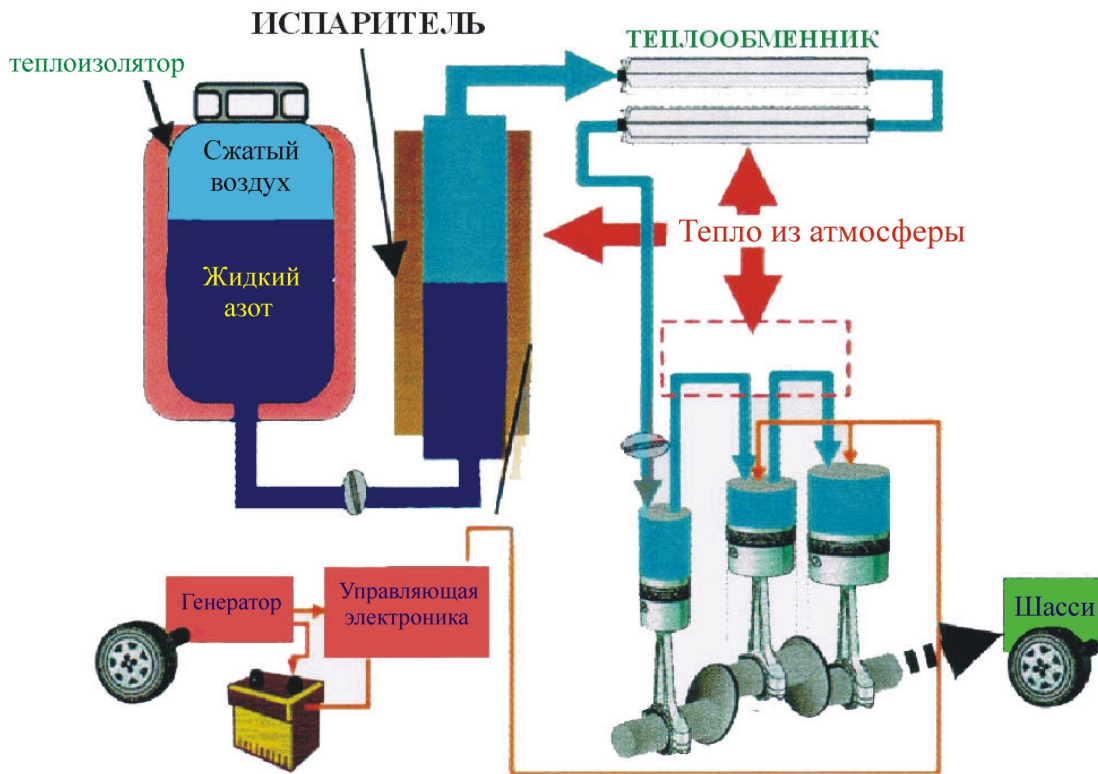 ИСПАРИТЕЛЬ
ТЕПЛООБМЕННИК
теплоизолятор
Сжатый
воздух
Жидкий
азот
Тепло из атмосферы
Генератор
Управляющая
электроника
Шасси